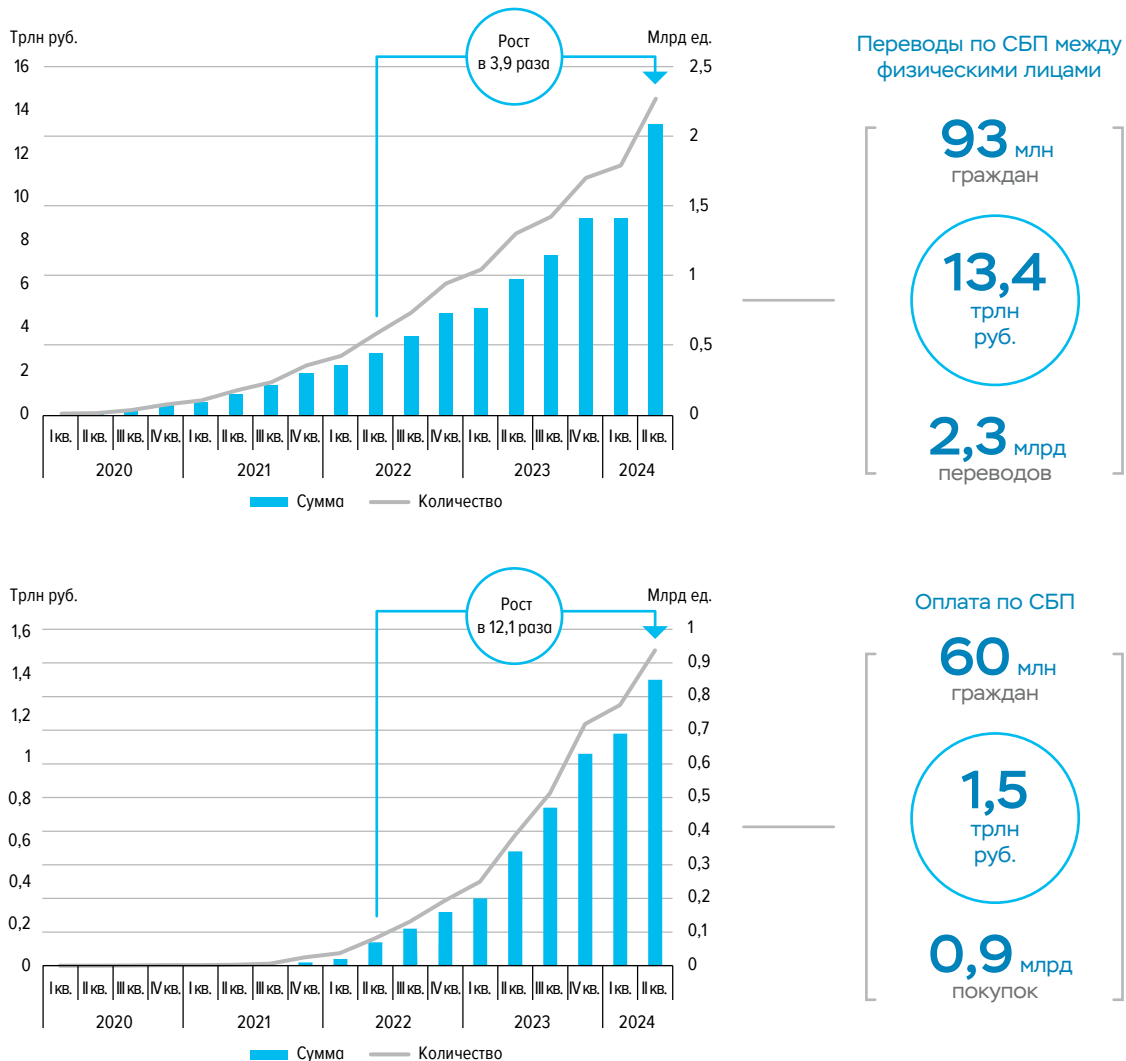 Трлн руб.
Млрд ед.
16
14
12
10
8
6
4
2
0
Рост
в 3,9 раза
2,5
2
1,5
1
0,5
0
I кв. II кв. III кв. IV кв. I кв. II кв. III кв. IV кв. I кв. II кв. III кв. IV кв. I кв. II кв. III кв. IV кв. I кв. II кв.
2020 2021 2022 2023 2024
Сумма Количество
Переводы по СБП между
физическими лицами
93 млн
граждан
13,4
трлн
руб.
2,3 млрд
переводов
Трлн руб.
Млрд ед.
1,6
1,4
1,2
1
0,8
0,6
0,4
0,2
0
Рост
в 12,1 раза
1
0,9
0,8
0,7
0,6
0,5
0,4
0,3
0,2
0,1
0
I кв. II кв. III кв. IV кв. I кв. II кв. III кв. IV кв. I кв. II кв. III кв. IV кв. I кв. II кв. III кв. IV кв. I кв. II кв.
2020 2021 2022 2023 2024
Сумма Количество
Оплата по СБП
60 млн
граждан
1,5
трлн
руб.
0,9 млрд
покупок